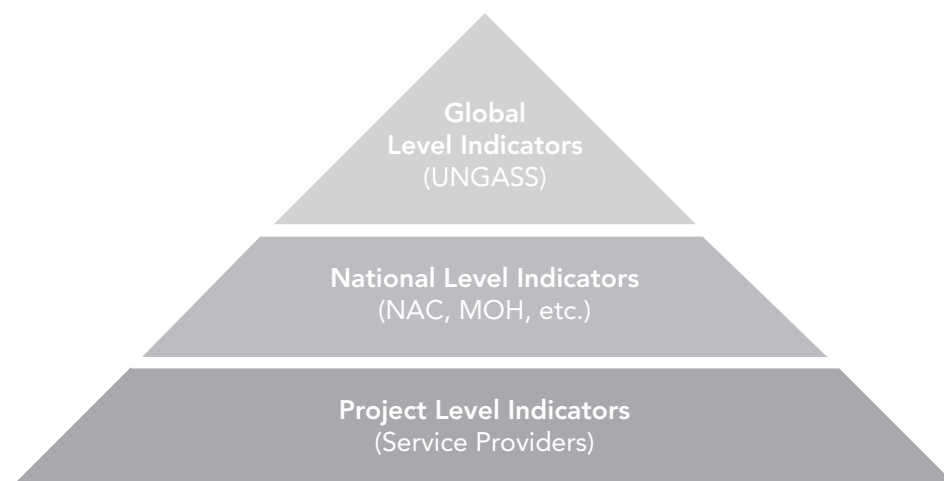 Global
Level Indicators
(UNGASS)
National Level Indicators
(NAC, MOH, etc.)
Project Level Indicators
(Service Providers)